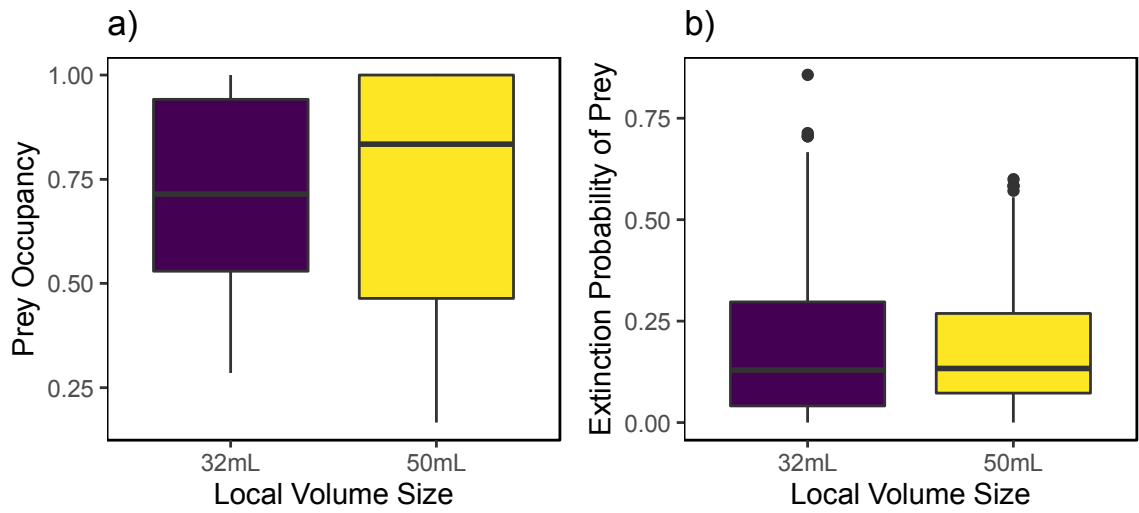 a)
Prey Occupancy
1.00
0.75
0.50
0.25
32mL
50mL
Local Volume Size
b)
Extinction Probability of Prey
0.75
0.50
0.25
0.00
32mL
50mL
Local Volume Size